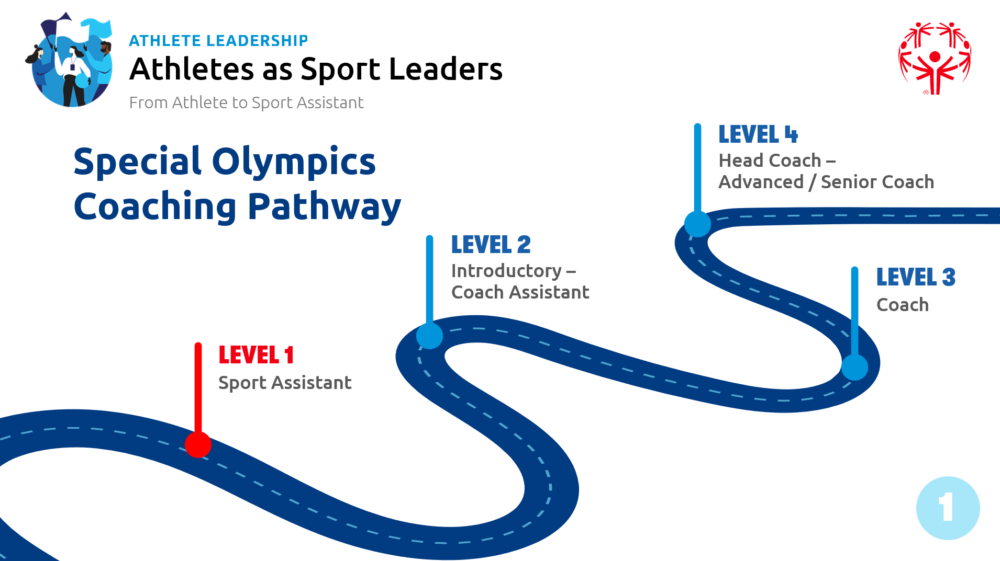 ATHLETE LEADERSHIP
Athletes as Sport Leaders
From Athlete to Sport Assistant
Special Olympics
Coaching Pathway
LEVEL 4
Head Coach –
Advanced / Senior Coach
LEVEL 2
Introductory –
Coach Assistant
LEVEL 3
Coach
LEVEL 1
Sport Assistant
®
1